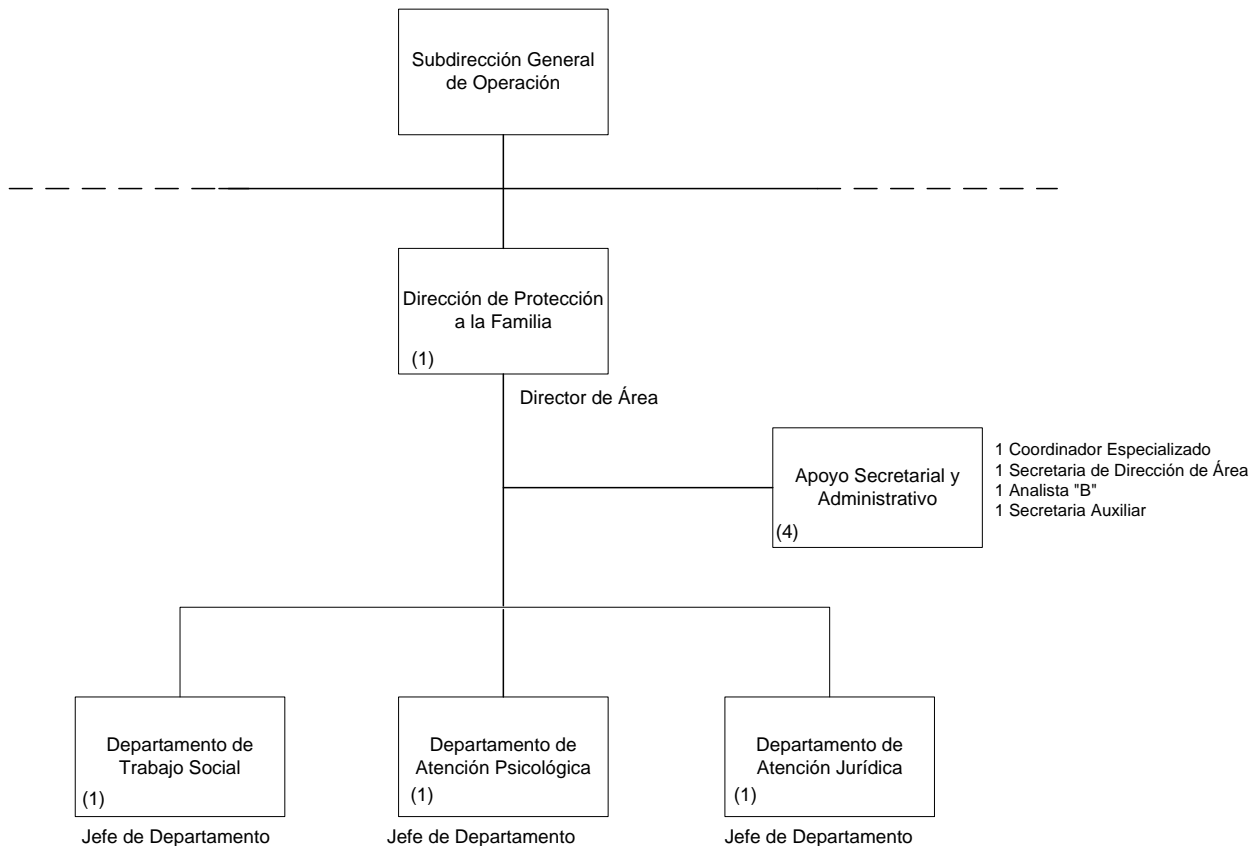 Subdirección General
de Operación
Dirección de Protección
a la Familia
(1)
Director de Área
Apoyo Secretarial y
Administrativo
(4)
1 Coordinador Especializado
1 Secretaria de Dirección de Área
1 Analista "B"
1 Secretaria Auxiliar
Departamento de
Trabajo Social
(1)
Jefe de Departamento
Departamento de
Atención Psicológica
(1)
Jefe de Departamento
Departamento de
Atención Jurídica
(1)
Jefe de Departamento